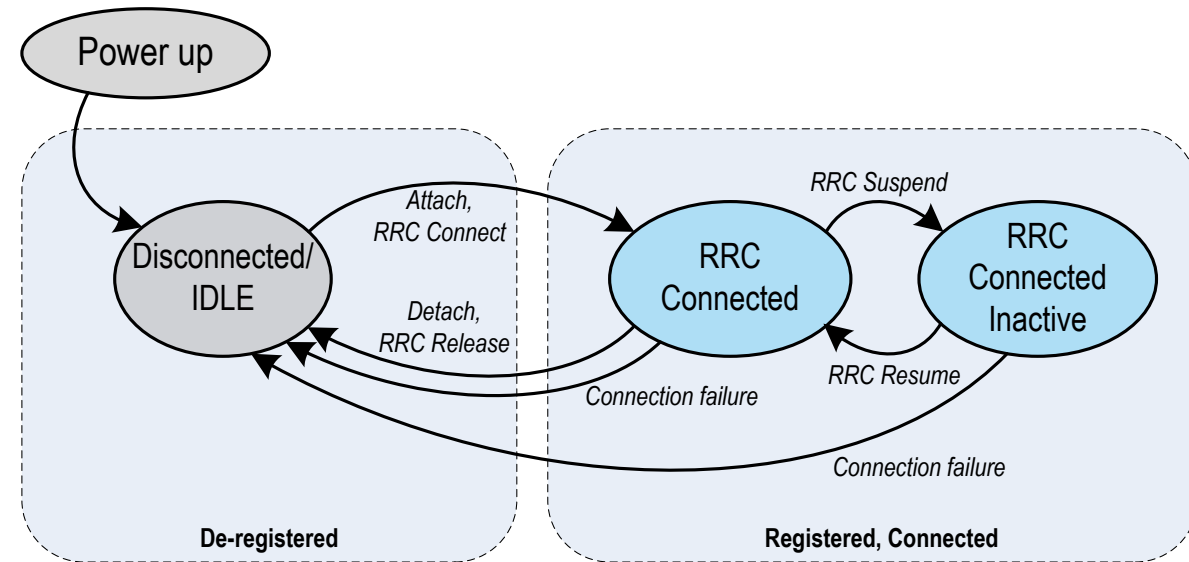 Power up
Attach,
RRC Connect
RRC Suspend
Disconnected/
IDLE
RRC
Connected
RRC
Connected
Inactive
Detach,
RRC Release
RRC Resume
Connection failure
Connection failure
De-registered
Registered, Connected